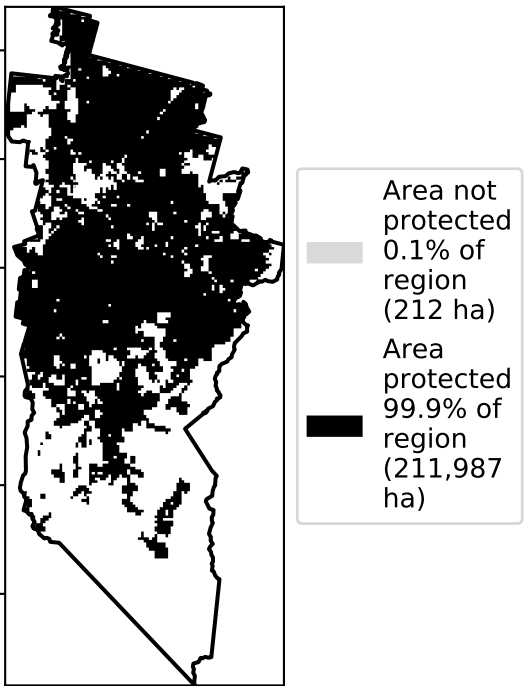 Area not
protected
0.1% of
region
(212 ha)
Area
protected
99.9% of
region
(211,987
ha)